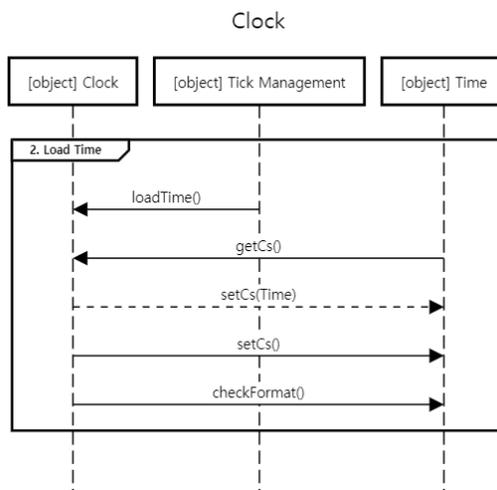 Clock
[object] Clock
[object] Tick Management
[object] Time
2. Load Time
loadTime()
getCs()
setCs(Time)
setCs()
checkFormat()